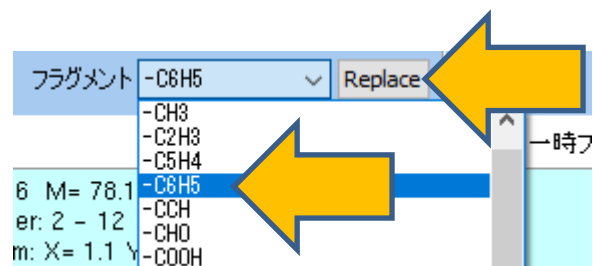 フラグメント -C6H5 Replace
-CH3
-C2H3
-C5H4
-C6H5
-CCH
-CHO
-COOH
一時フ
6 M= 78.1
er: 2 - 12
m: X= 1.1 Y